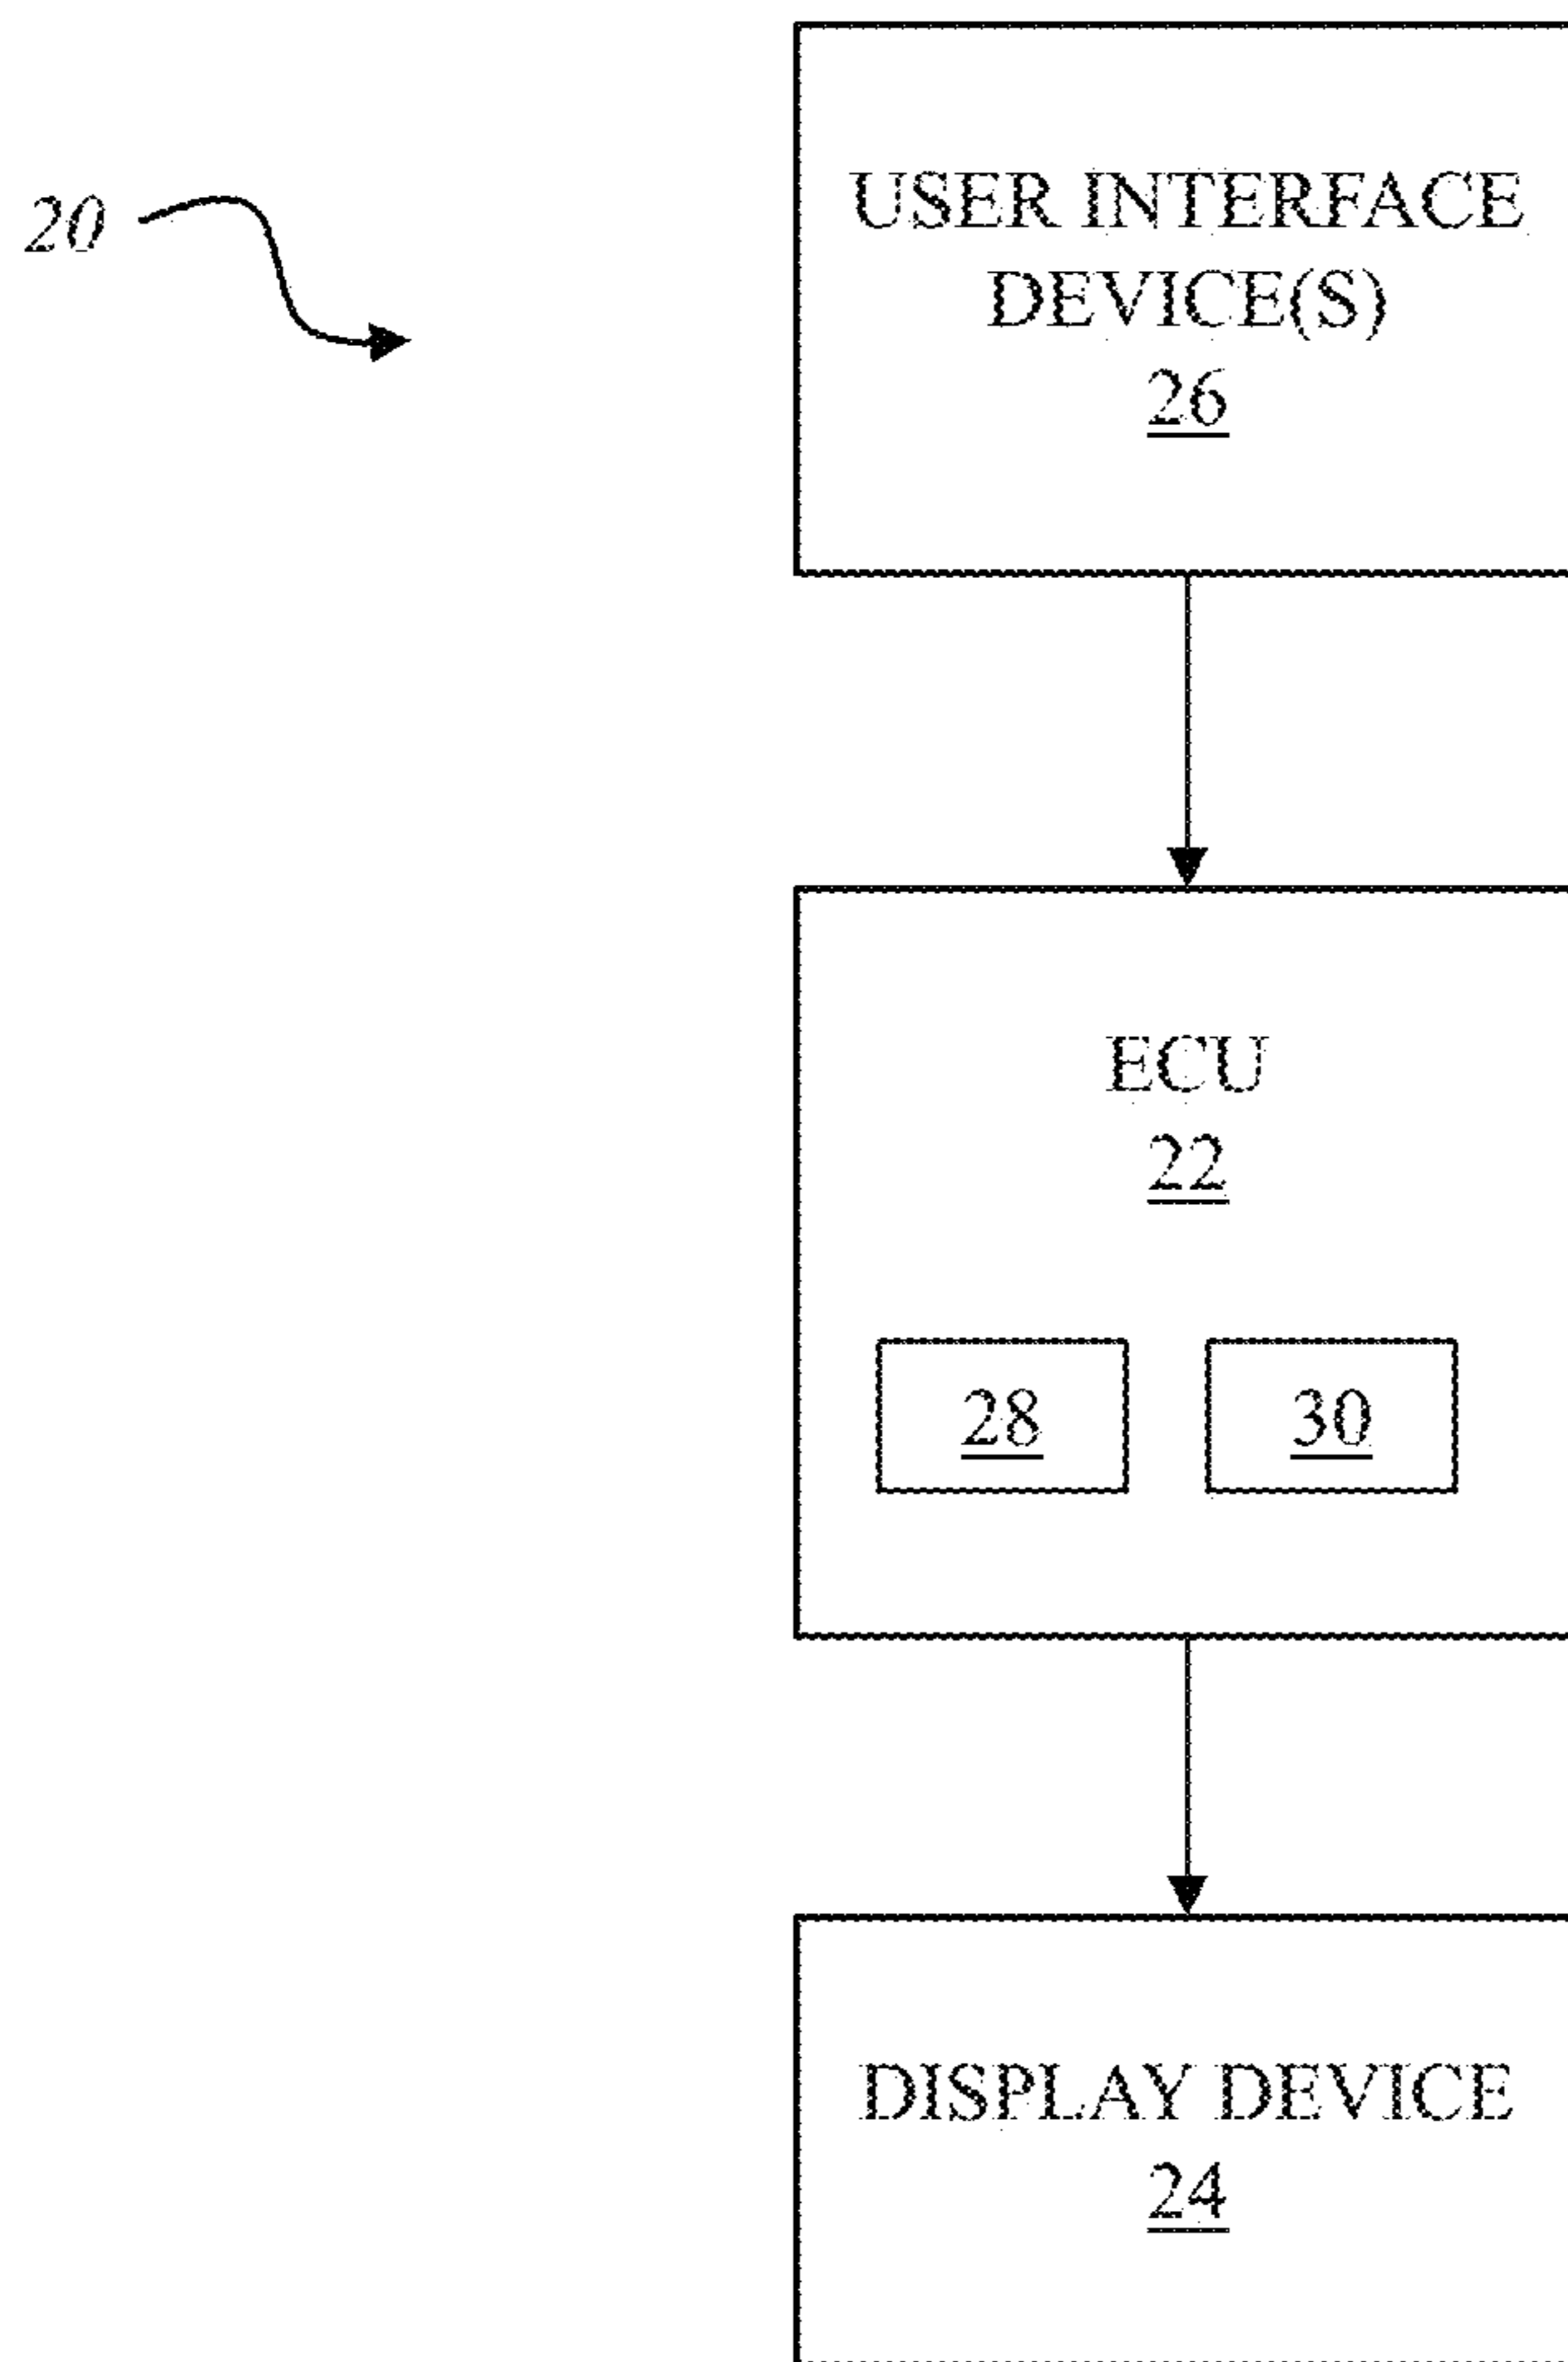 20
USER INTERFACE
DEVICE(S)
26
ECU
22
28 30
DISPLAY DEVICE
24